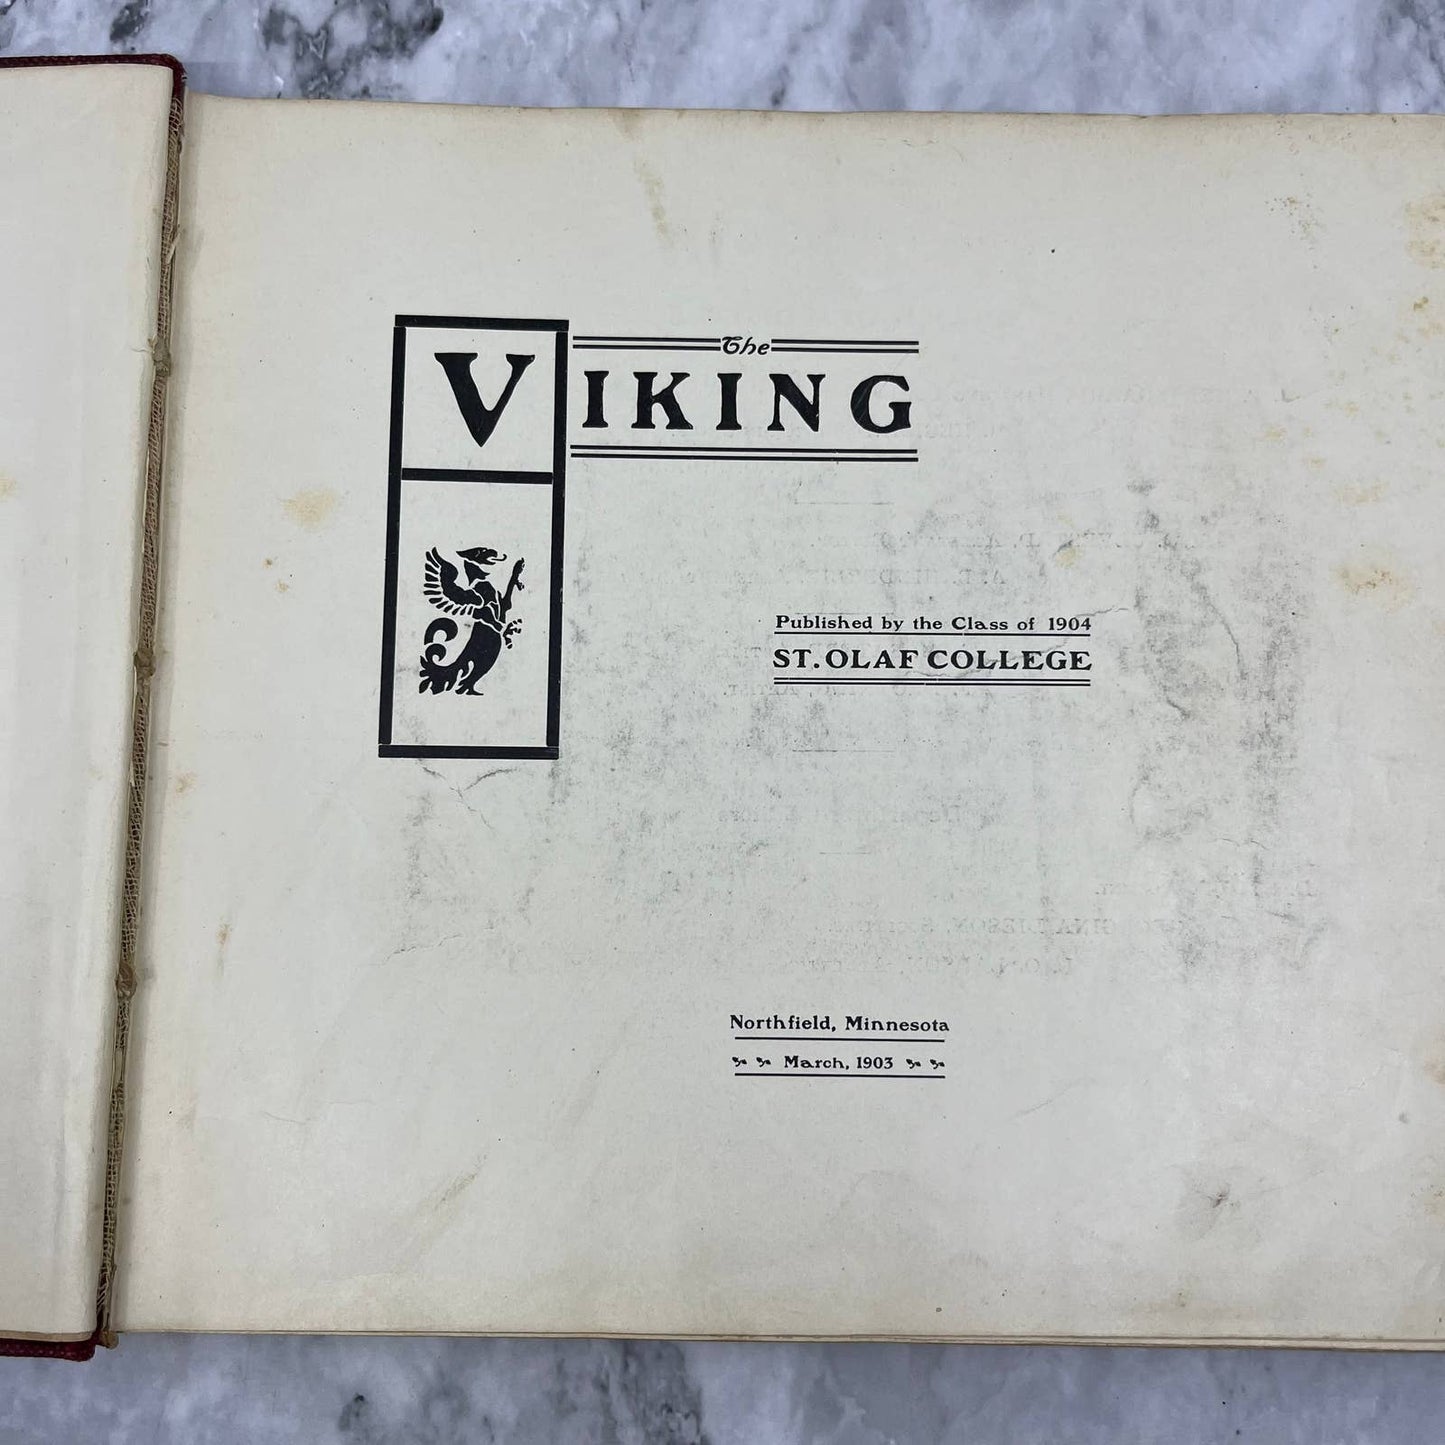 The
VIKING
Published by the Class of 1904
ST. OLAF COLLEGE
Northfield, Minnesota
March, 1903